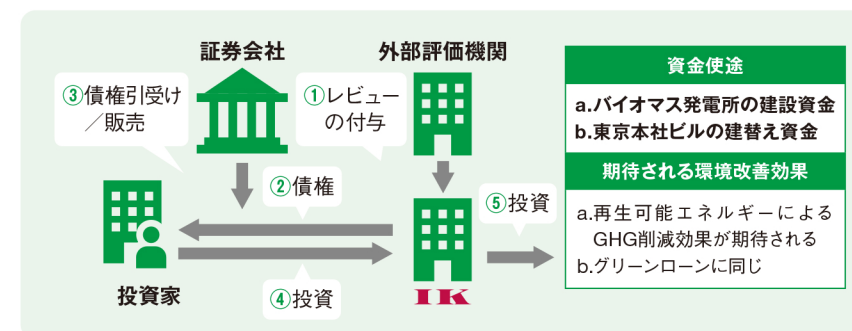 証券会社
外部評価機関
③債権引受け
／販売
①レビュー
の付与
②債権
⑤投資
④投資
投資家
IK
資金使途
a.バイオマス発電所の建設資金
b.東京本社ビルの建替え資金
期待される環境改善効果
a.再生可能エネルギーによる
GHG削減効果が期待される
b.グリーンローンに同じ